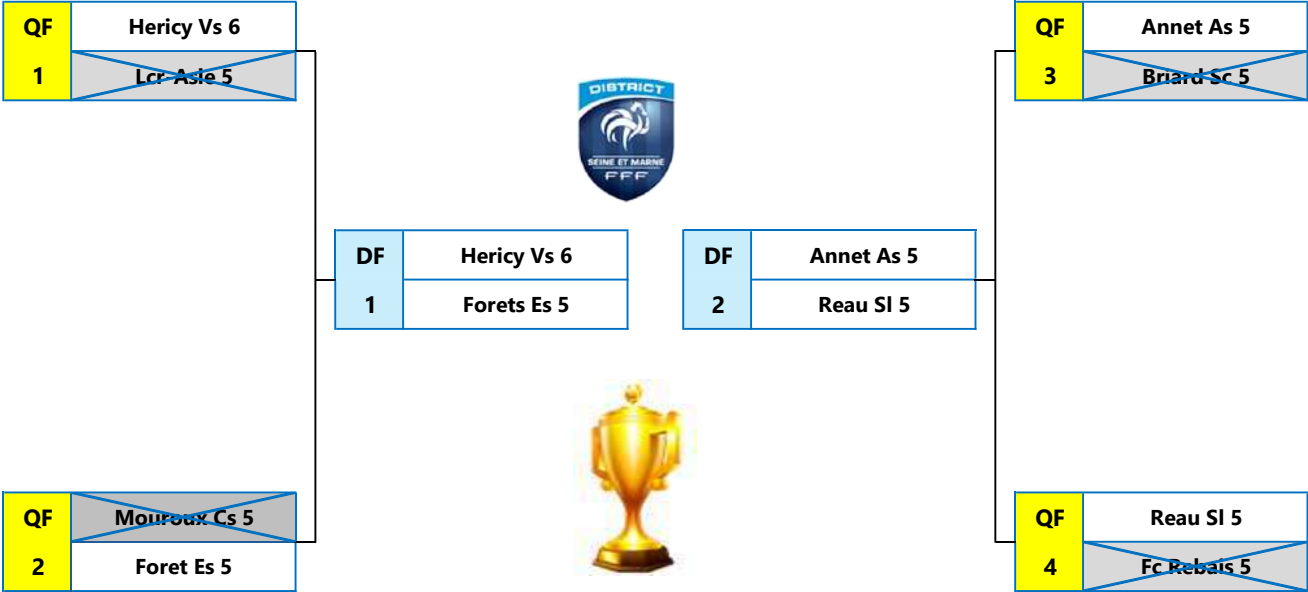 QF
1
Hericy Vs 6
Lcr-Asle 5
QF
3
Annet As 5
Briard Sc 5
DISTRICT
SEINE ET MARNE
FFF
DF
1
Hericy Vs 6
Forets Es 5
DF
2
Annet As 5
Reau Sl 5
QF
2
Mouroux Cs 5
Foret Es 5
QF
4
Reau Sl 5
Fc Rebais 5